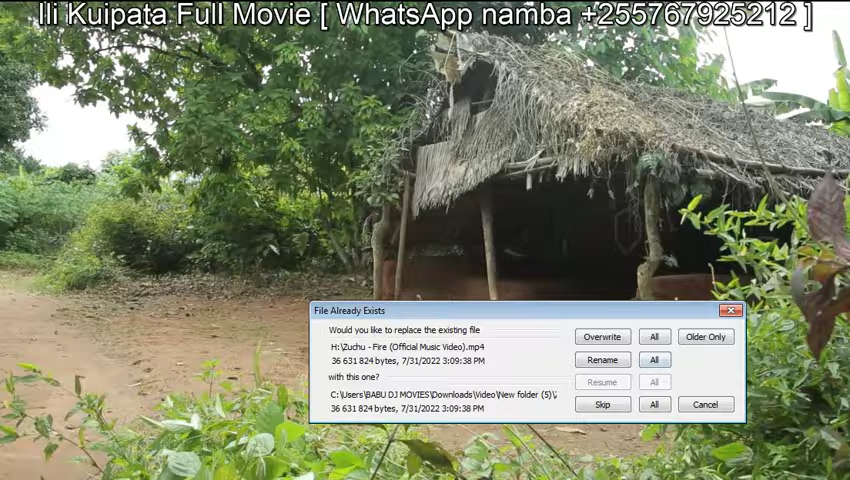 Ili Kuipata Full Movie [ WhatsApp namba +255767925212 ]
File Already Exists
Would you like to replace the existing file
H:\Zuchu - Fire (Official Music Video).mp4
36 631 824 bytes, 7/31/2022 3:09:38 PM
with this one?
C:\Users\BABU DJ MOVIES\Downloads\Video\New folder (5)\
36 631 824 bytes, 7/31/2022 3:09:38 PM
Overwrite All Older Only
Rename All
Resume All
Skip All Cancel